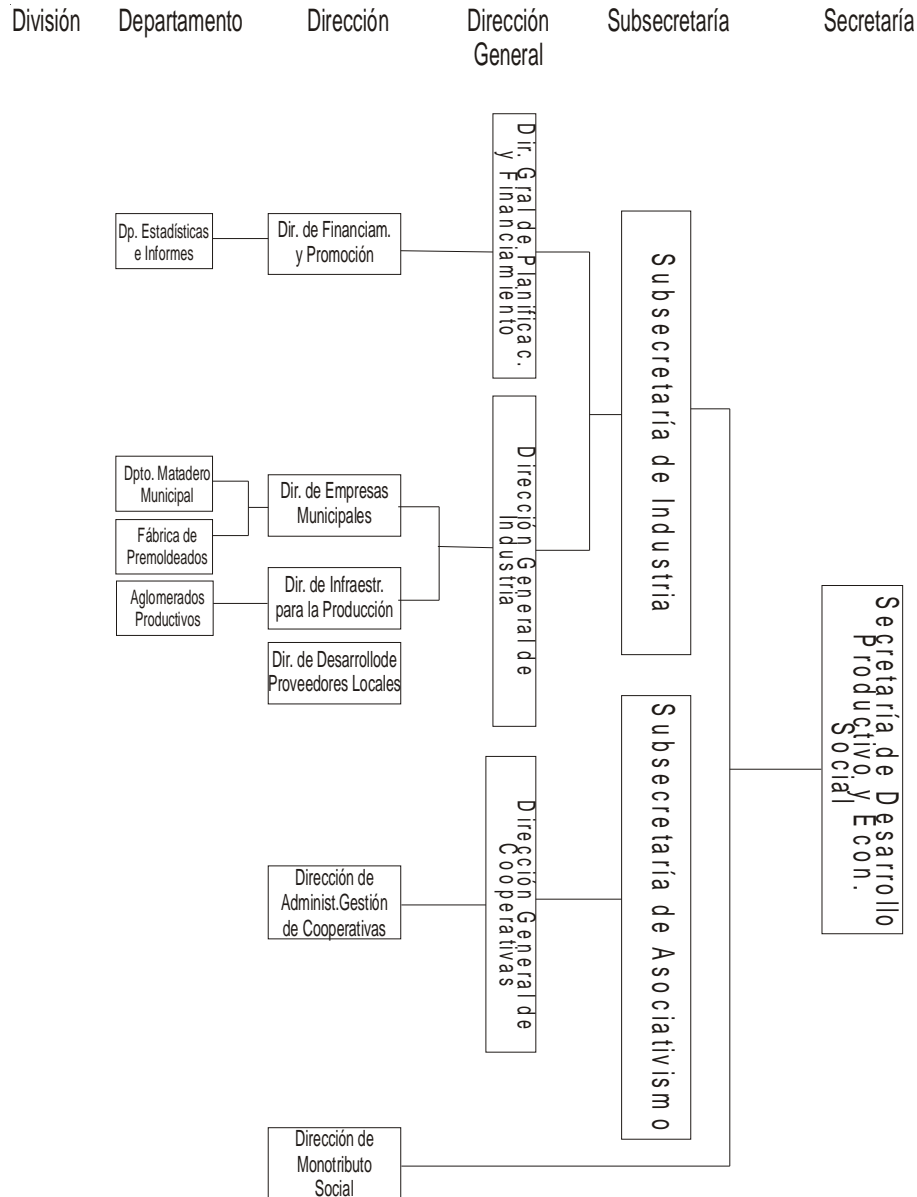 División
Departamento
Dirección
Dirección
General
Subsecretaría
Secretaría
Dp. Estadísticas
e Informes
Dir. de Financiam.
y Promoción
Dir. Gral de Planificac.
y Financiamiento
Subsecretaría de Industria
Dpto. Matadero
Municipal
Fábrica de
Premoldeados
Aglomerados
Productivos
Dir. de Empresas
Municipales
Dir. de Infraestr.
para la Producción
Dir. de Desarrollode
Proveedores Locales
Dirección General de
Industria
Secretaría de Desarrollo
Productivo y Econ.
Social
Dirección de
Administ.Gestión
de Cooperativas
Dirección General de
Cooperativas
Subsecretaría de Asociativismo
Dirección de
Monotributo
Social